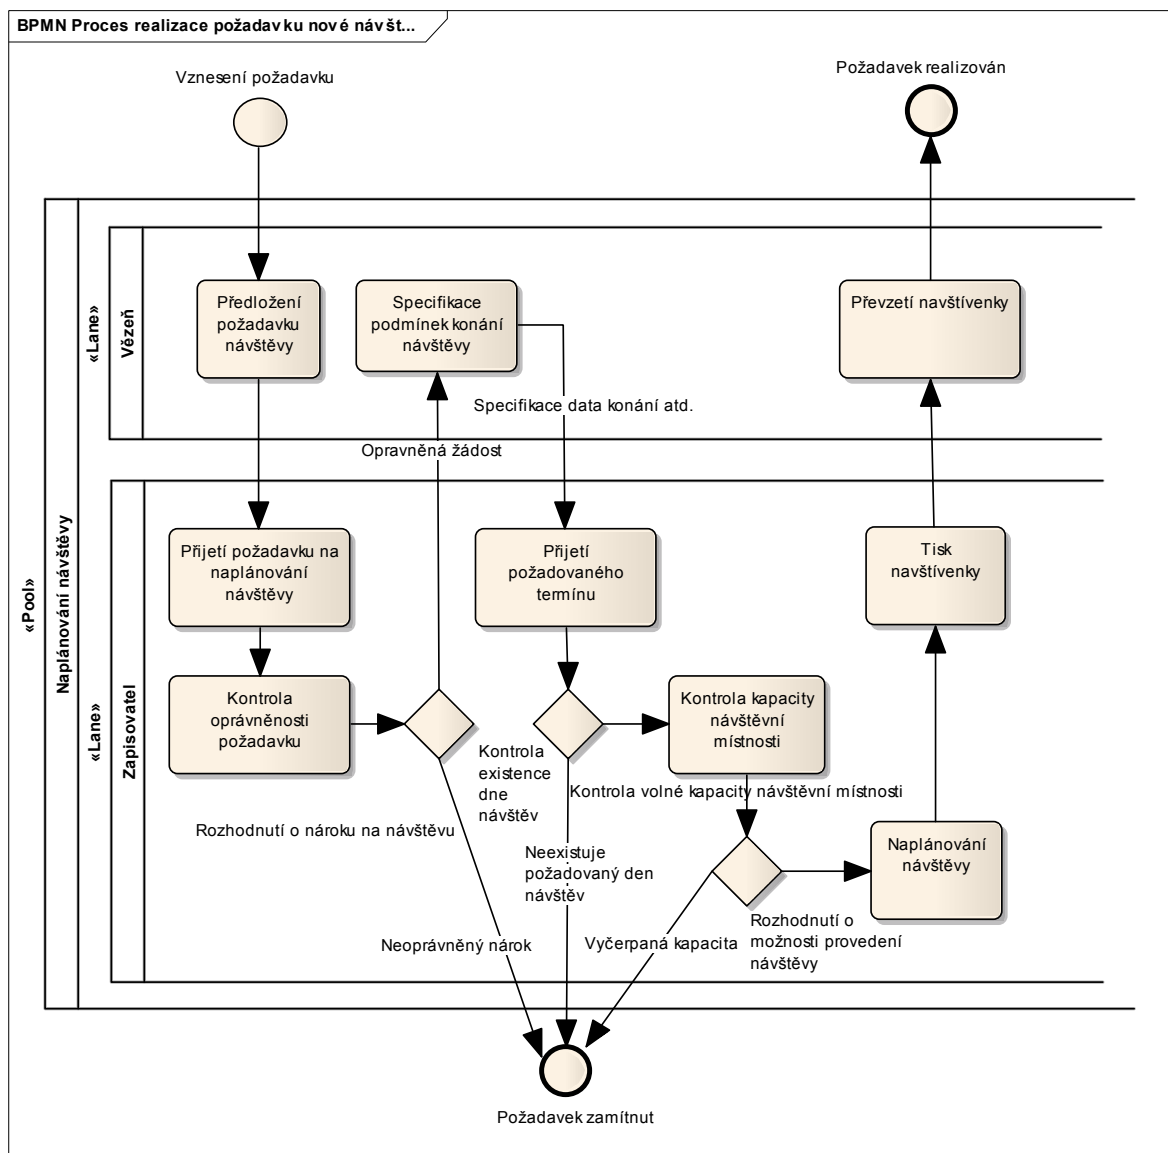 BPMN Proces realizace požadavku nové návšt...
Vznesení požadavku
Požadavek realizován
«Pool»
Naplánování návštěvy
«Lane»
Vězeň
Předložení
požadavku
návštěvy
Specifikace
podmínek konání
návštěvy
Převzetí navštívenky
Specifikace data konání atd.
Opravněná žádost
«Lane»
Zapisovatel
Přijetí požadavku na
naplánování
návštěvy
Přijetí
požadovaného
termínu
Tisk
navštívenky
Kontrola
oprávněnosti
požadavku
Kontrola kapacity
návštěvní
místnosti
Kontrola
existence
dne
návštěv
Kontrola volné kapacity návštěvní místnosti
Rozhodnutí o nároku na návštěvu
Neexistuje
požadovaný den
návštěv
Naplánování
návštěvy
Neoprávněný nárok
Vyčerpaná kapacita
Rozhodnutí o
možnosti provedení
návštěvy
Požadavek zamítnut